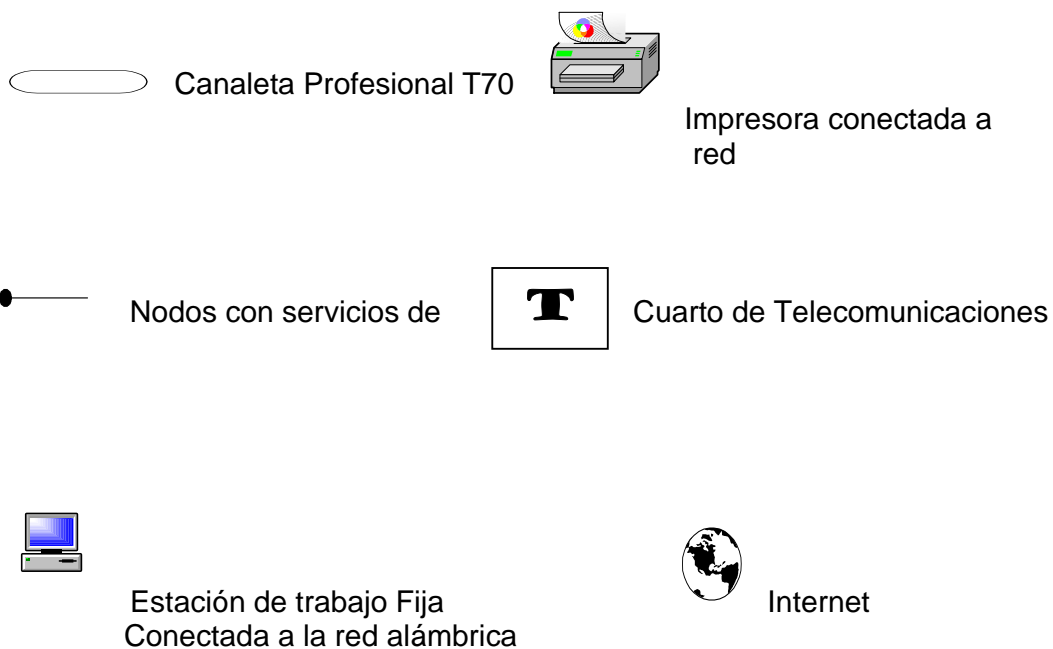 Canaleta Profesional T70
Impresora conectada a
red
Nodos con servicios de
T
Cuarto de Telecomunicaciones
Estación de trabajo Fija
Conectada a la red alámbrica
Internet